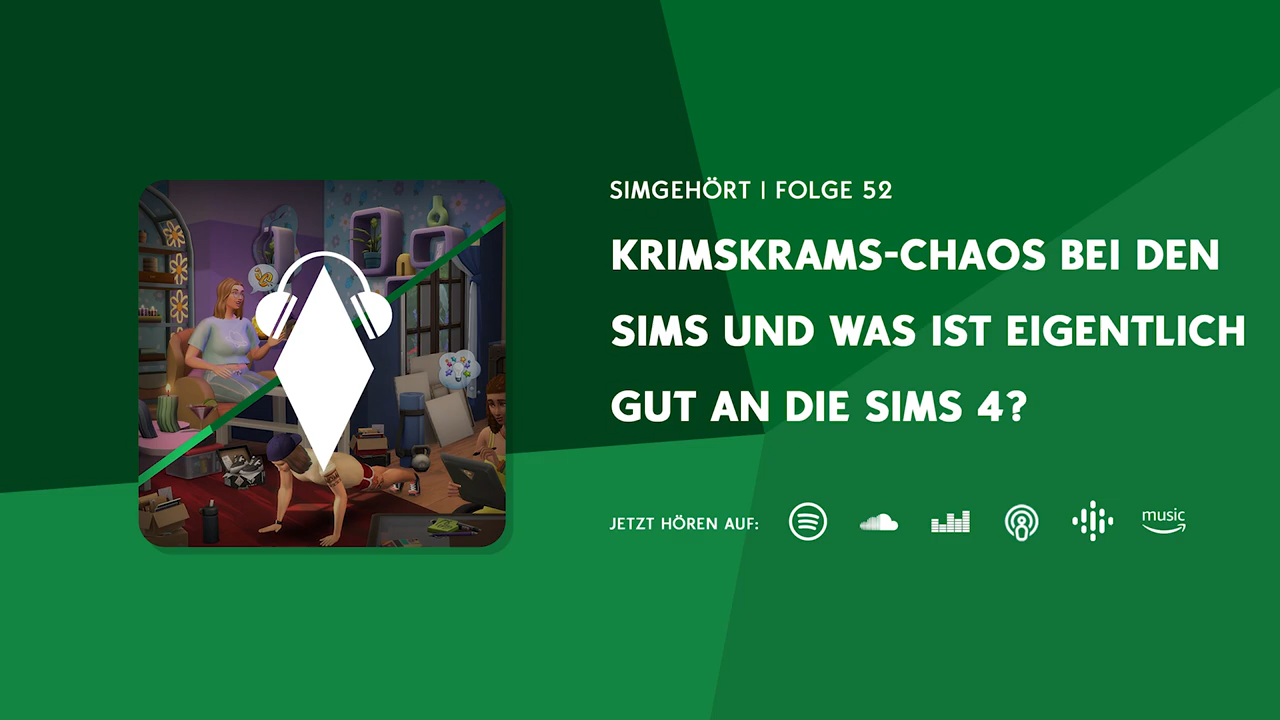 SIMGEHÖRT | FOLGE 52
KRIMSKRAMS-CHAOS BEI DEN
SIMS UND WAS IST EIGENTLICH
GUT AN DIE SIMS 4?
JETZT HÖREN AUF:
music